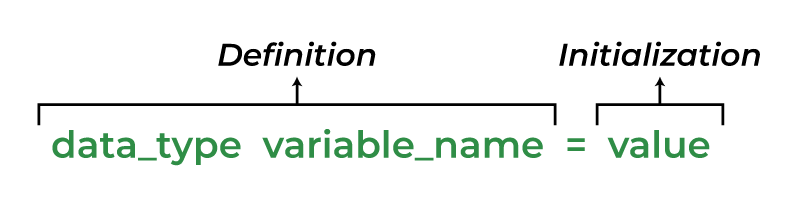 Definition Initialization
data_type variable_name = value